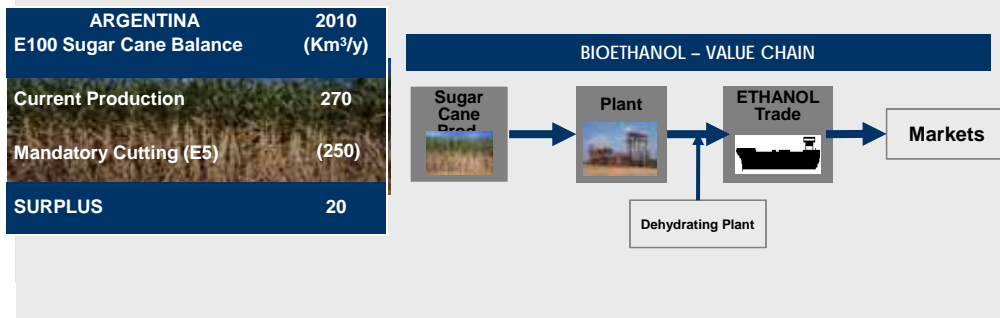 ARGENTINA 2010
E100 Sugar Cane Balance (Km³/y)
Current Production 270
Mandatory Cutting (E5) (250)
SURPLUS 20
BIOETHANOL – VALUE CHAIN
Sugar
Cane
Prod.
Plant
ETHANOL
Trade
Markets
Dehydrating Plant